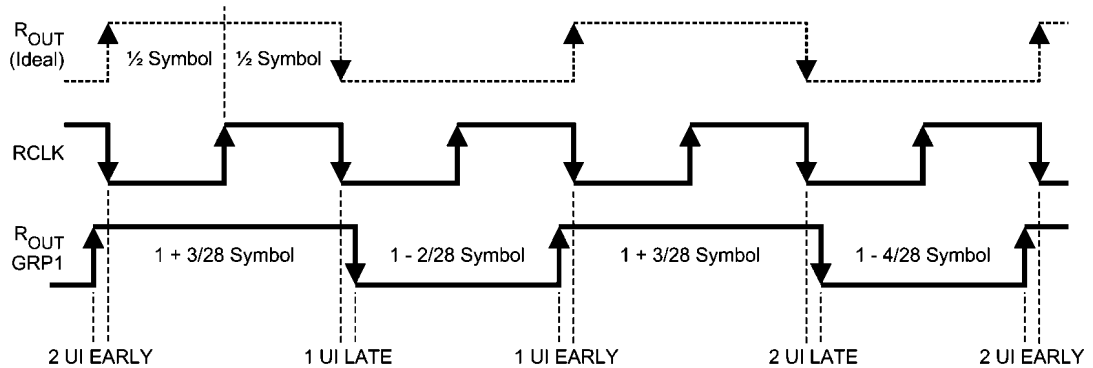 ROUT
(Ideal)
½ Symbol ½ Symbol
RCLK
ROUT
GRP1
1 + 3/28 Symbol 1 - 2/28 Symbol 1 + 3/28 Symbol 1 - 4/28 Symbol
2 UI EARLY 1 UI LATE 1 UI EARLY 2 UI LATE 2 UI EARLY